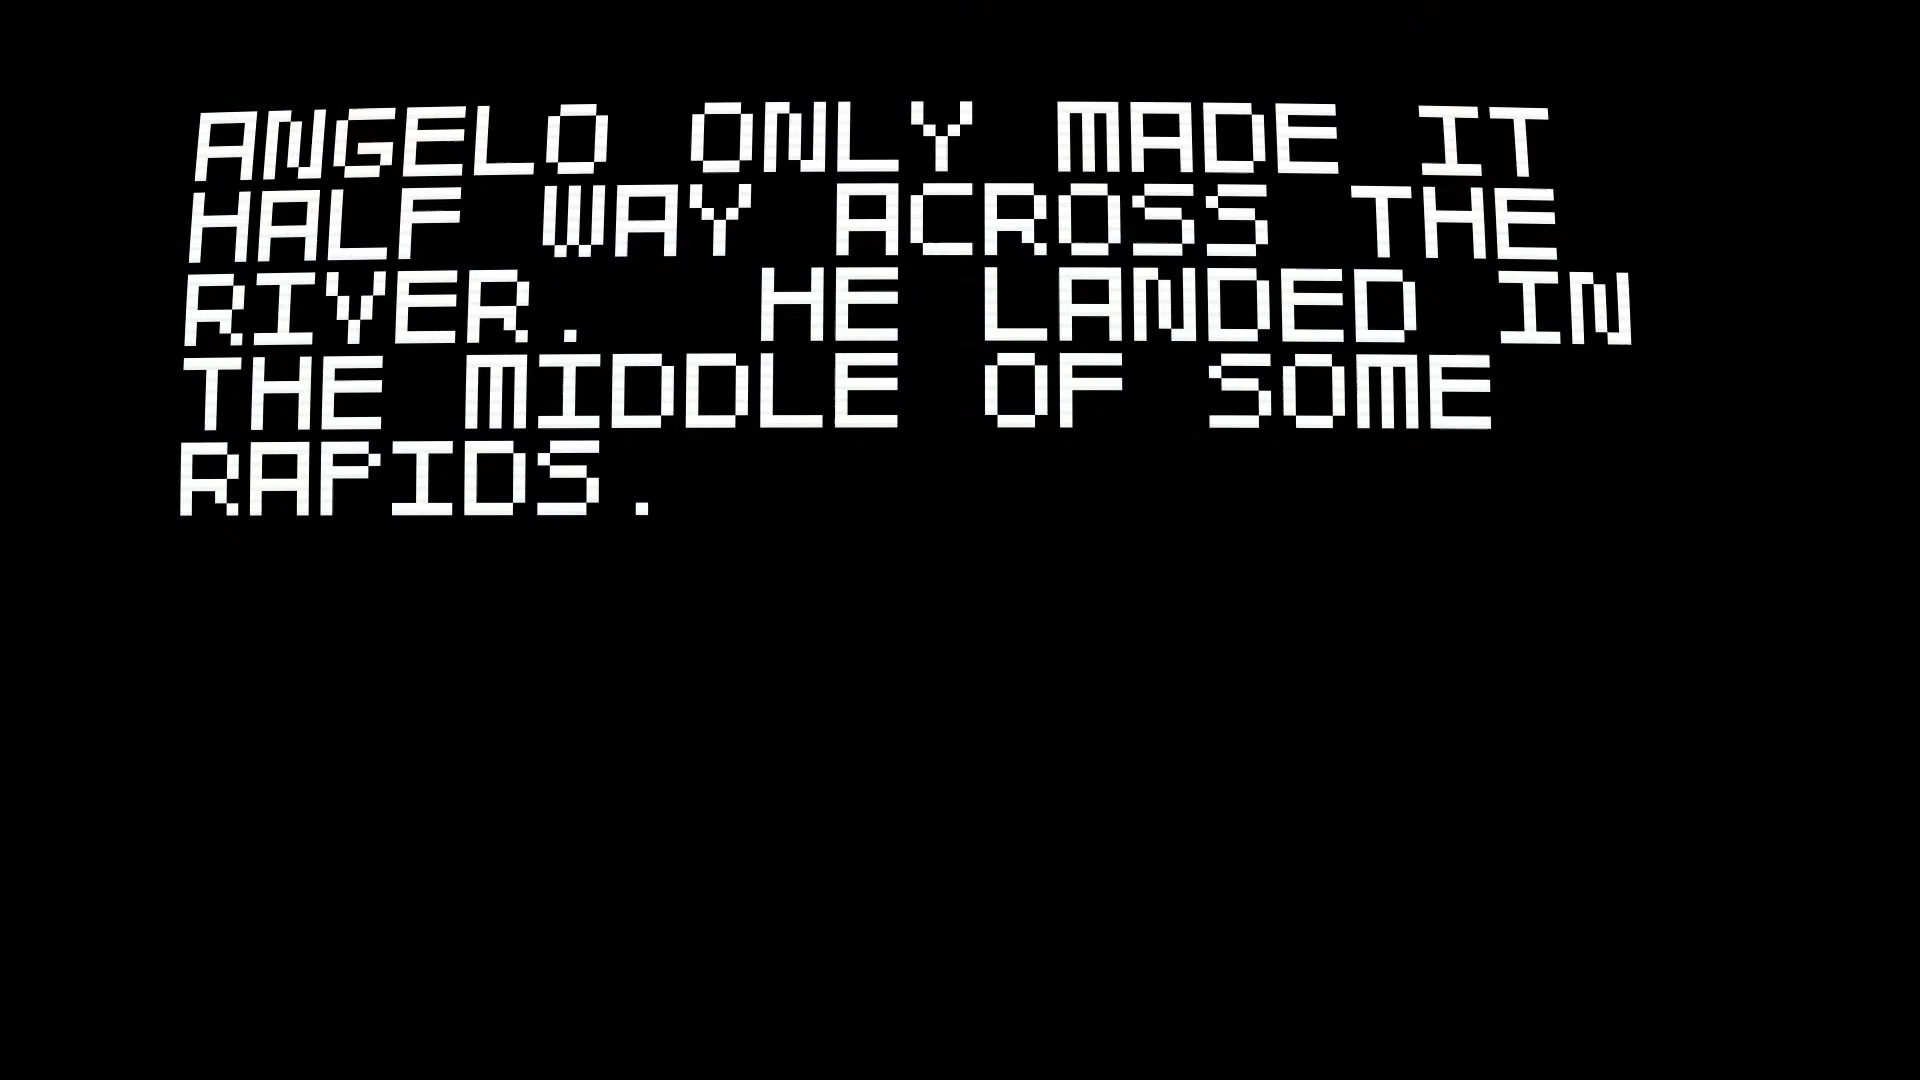 ANGELO ONLY MADE IT
HALF WAY ACROSS THE
RIVER.  HE LANDED IN
THE MIDDLE OF SOME
RAPIDS.